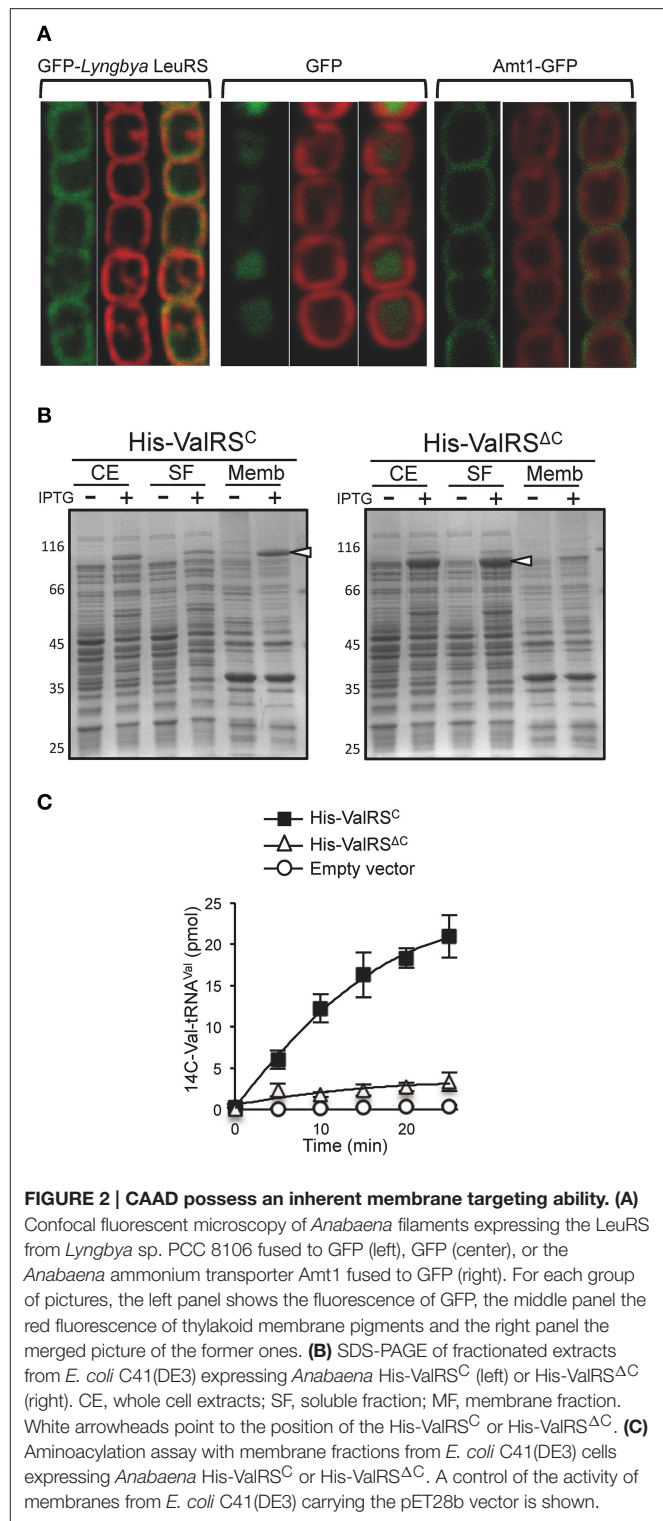 A
GFP-Lyngbya LeuRS GFP Amt1-GFP
B
His-ValRS^C His-ValRS^ΔC
CE SF Memb CE SF Memb
IPTG − + − + − + IPTG − + − + − +
116 116
66 66
45 45
35 35
25 25
C
His-ValRS^C
His-ValRS^ΔC
Empty vector
14C-Val-tRNA^Val (pmol)
25
20
15
10
5
0
0 10 20
Time (min)
FIGURE 2 | CAAD possess an inherent membrane targeting ability. (A)
Confocal fluorescent microscopy of Anabaena filaments expressing the LeuRS
from Lyngbya sp. PCC 8106 fused to GFP (left), GFP (center), or the
Anabaena ammonium transporter Amt1 fused to GFP (right). For each group
of pictures, the left panel shows the fluorescence of GFP, the middle panel the
red fluorescence of thylakoid membrane pigments and the right panel the
merged picture of the former ones. (B) SDS-PAGE of fractionated extracts
from E. coli C41(DE3) expressing Anabaena His-ValRS^C (left) or His-ValRS^ΔC
(right). CE, whole cell extracts; SF, soluble fraction; MF, membrane fraction.
White arrowheads point to the position of the His-ValRS^C or His-ValRS^ΔC. (C)
Aminoacylation assay with membrane fractions from E. coli C41(DE3) cells
expressing Anabaena His-ValRS^C or His-ValRS^ΔC. A control of the activity of
membranes from E. coli C41(DE3) carrying the pET28b vector is shown.